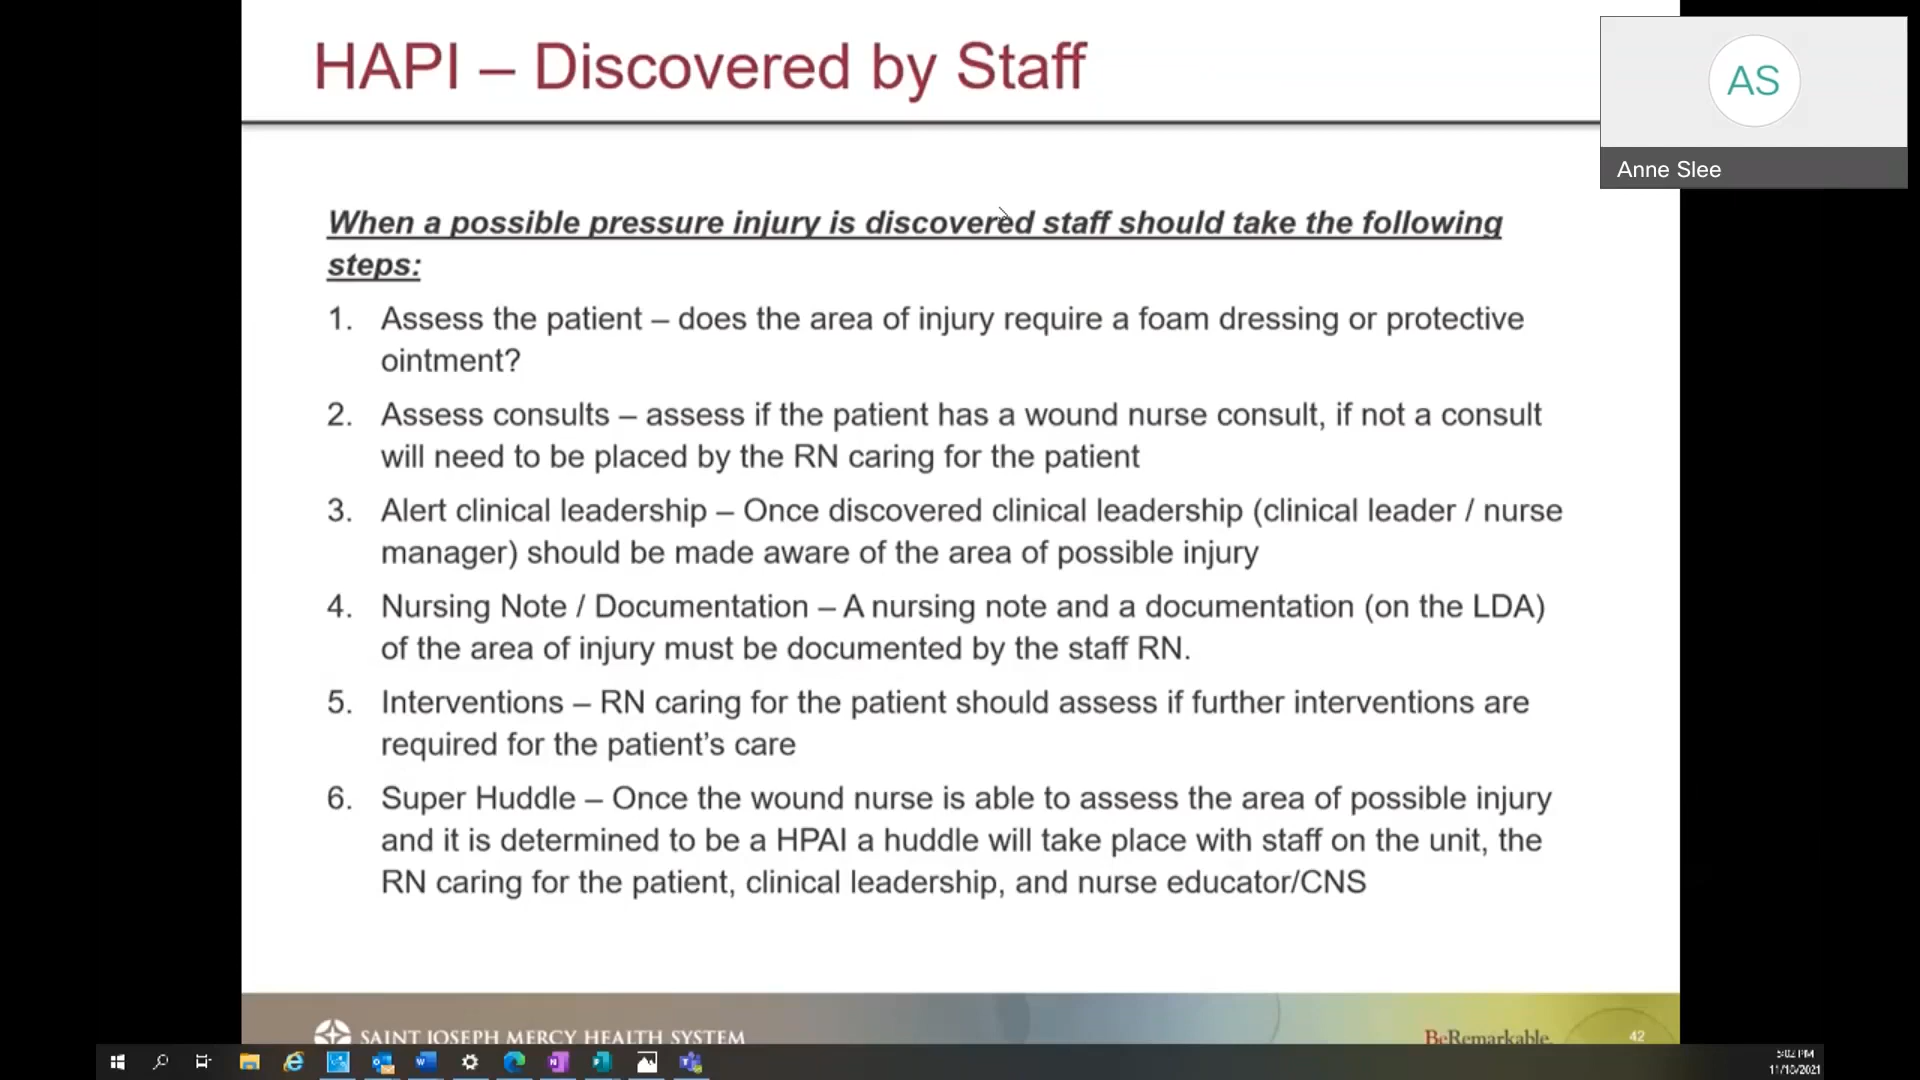 HAPI – Discovered by Staff
AS
Anne Slee
When a possible pressure injury is discovered staff should take the following
steps:
1. Assess the patient – does the area of injury require a foam dressing or protective
ointment?
2. Assess consults – assess if the patient has a wound nurse consult, if not a consult
will need to be placed by the RN caring for the patient
3. Alert clinical leadership – Once discovered clinical leadership (clinical leader / nurse
manager) should be made aware of the area of possible injury
4. Nursing Note / Documentation – A nursing note and a documentation (on the LDA)
of the area of injury must be documented by the staff RN.
5. Interventions – RN caring for the patient should assess if further interventions are
required for the patient’s care
6. Super Huddle – Once the wound nurse is able to assess the area of possible injury
and it is determined to be a HPAI a huddle will take place with staff on the unit, the
RN caring for the patient, clinical leadership, and nurse educator/CNS
SAINT JOSEPH MERCY HEALTH SYSTEM
BeRemarkable.
42
5:02 PM